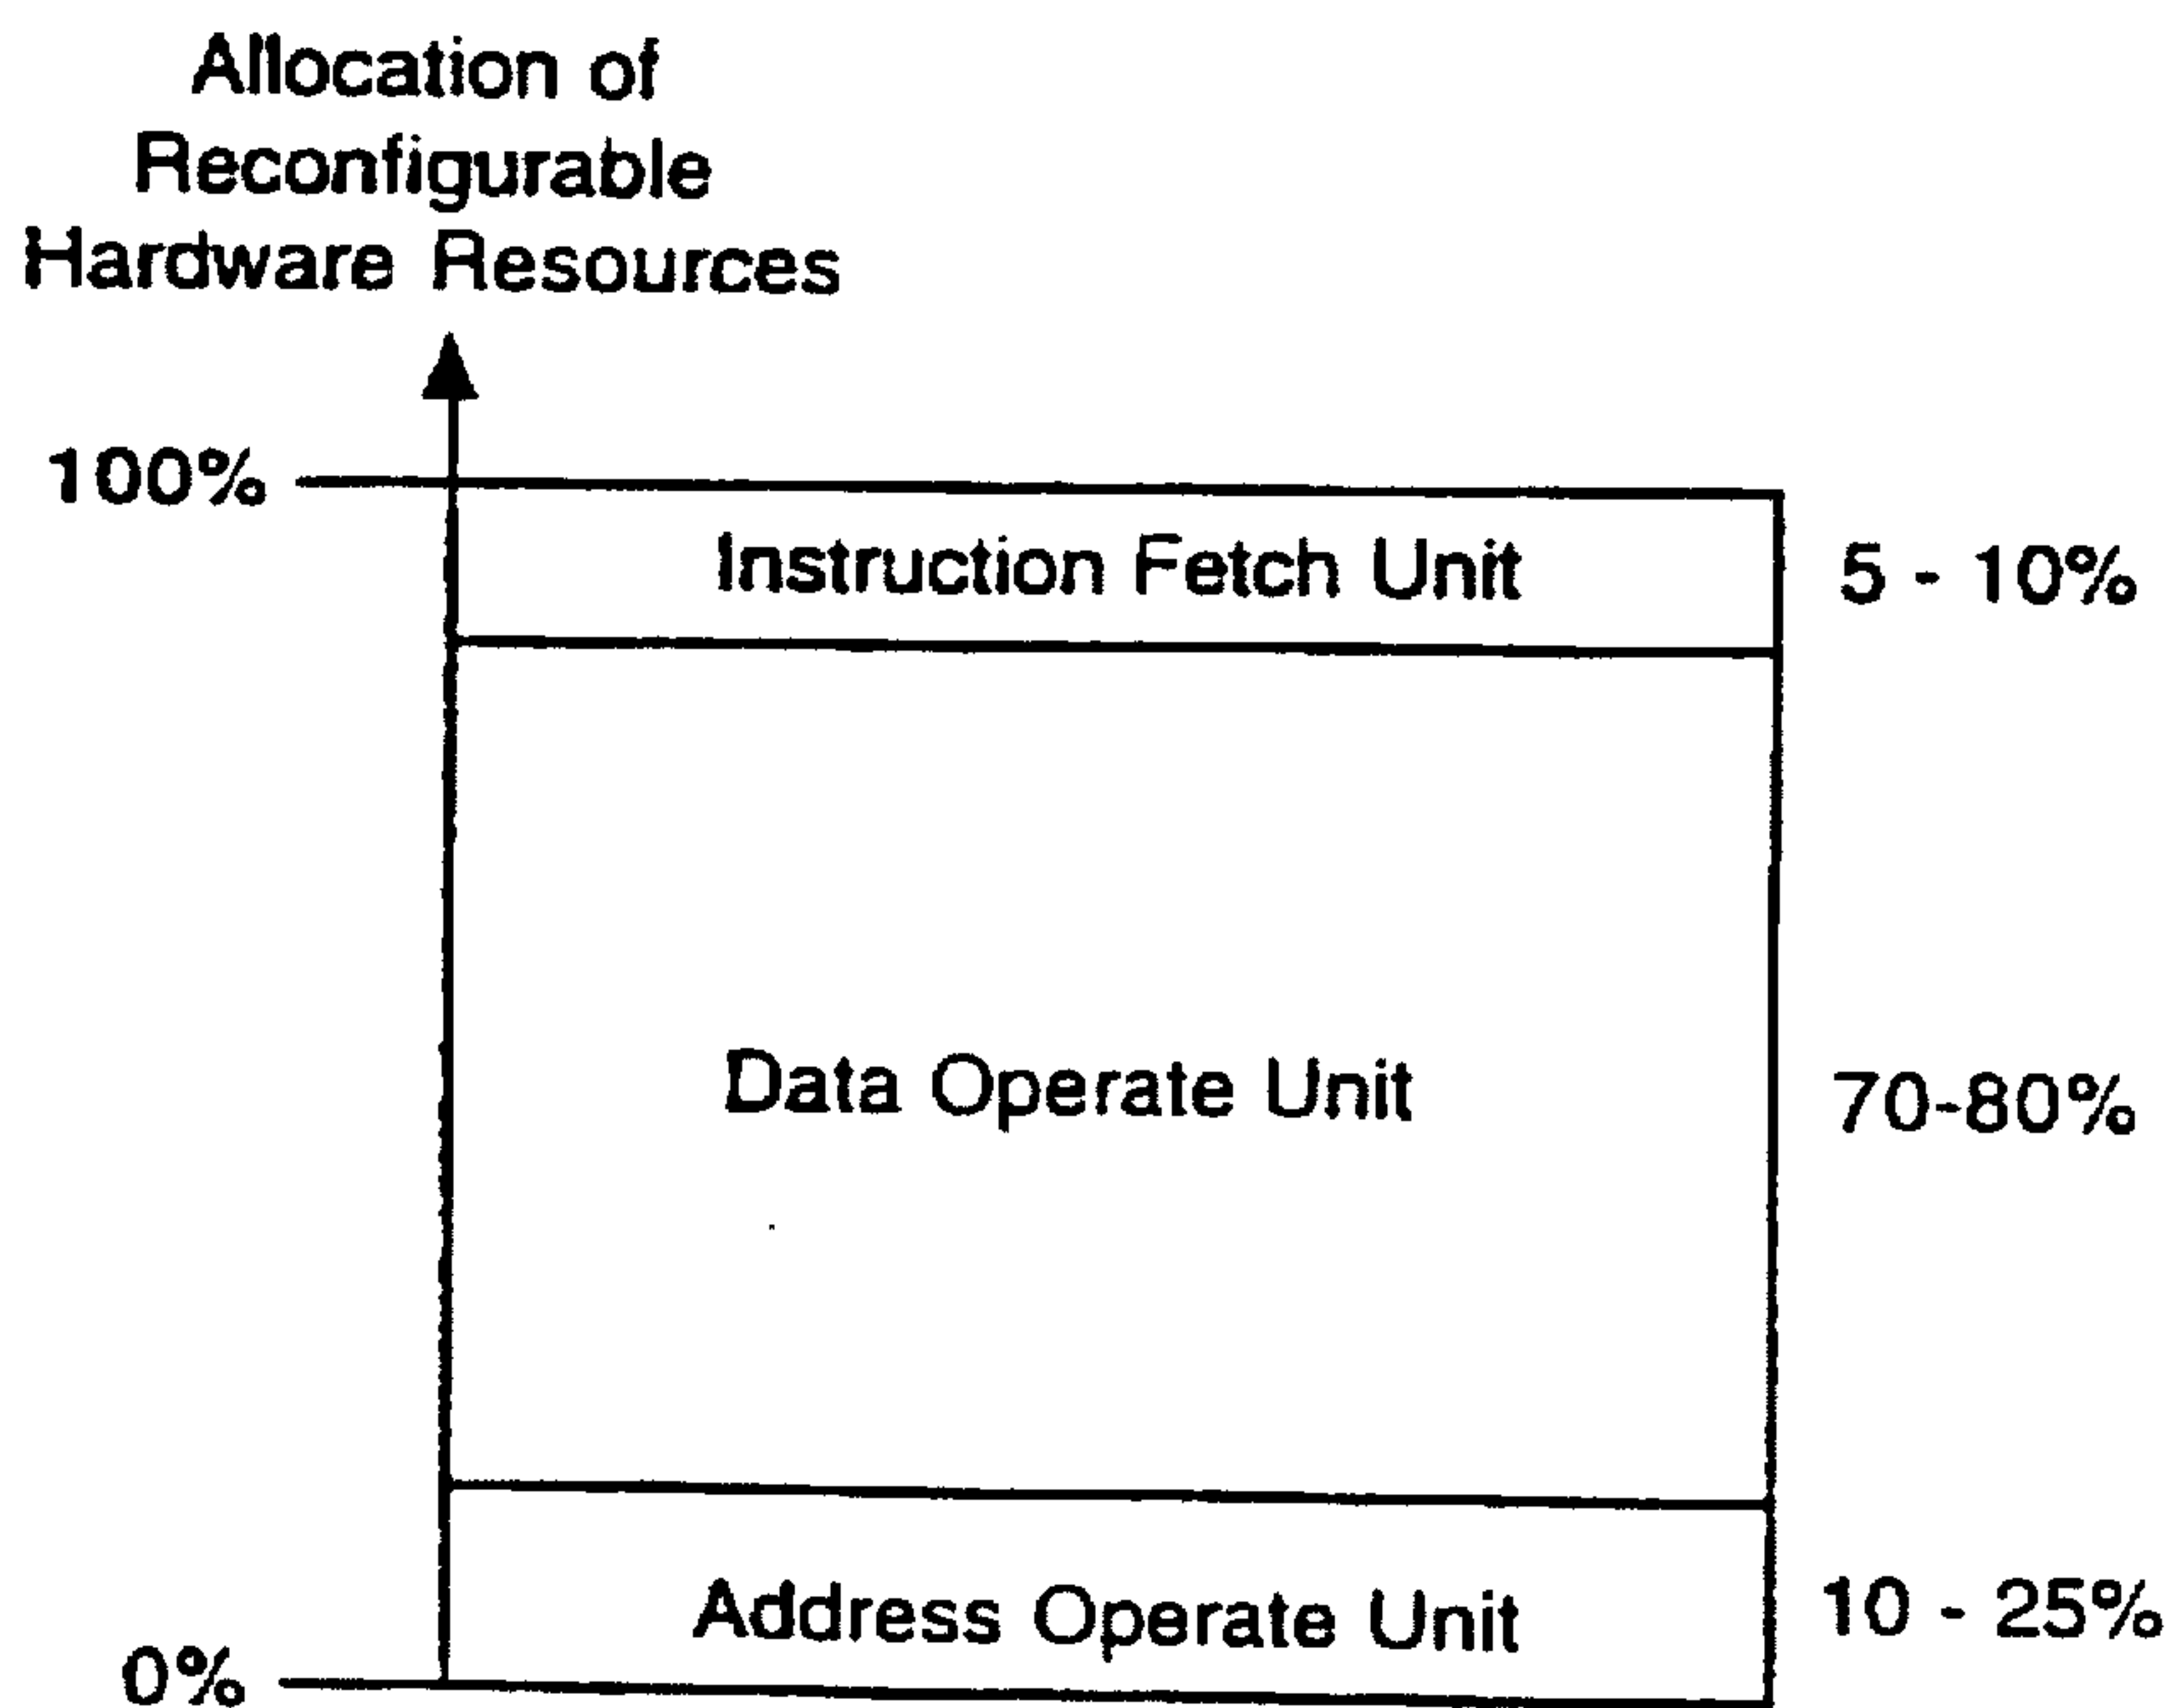 Allocation of
Reconfigurable
Hardware Resources
100%
Instruction Fetch Unit
5 - 10%
Data Operate Unit
70-80%
Address Operate Unit
10 - 25%
0%